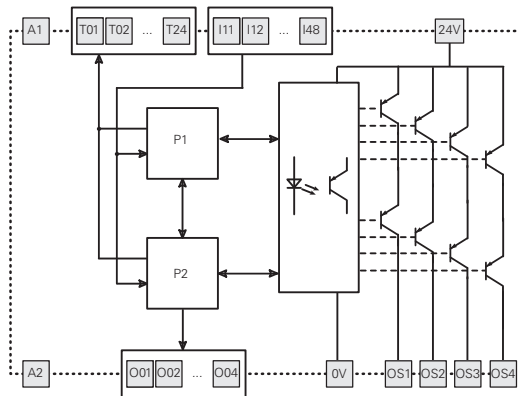 A1 T01 T02 ... T24 I11 I12 ... I48 24V
P1
P2
A2 O01 O02 ... O04 0V OS1 OS2 OS3 OS4